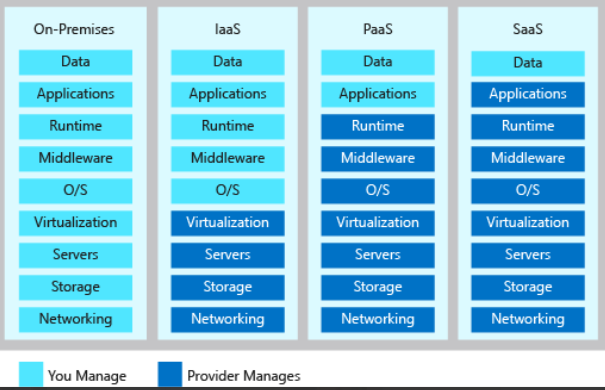 On-Premises
Data
Applications
Runtime
Middleware
O/S
Virtualization
Servers
Storage
Networking
IaaS
Data
Applications
Runtime
Middleware
O/S
Virtualization
Servers
Storage
Networking
PaaS
Data
Applications
Runtime
Middleware
O/S
Virtualization
Servers
Storage
Networking
SaaS
Data
Applications
Runtime
Middleware
O/S
Virtualization
Servers
Storage
Networking
You Manage
Provider Manages